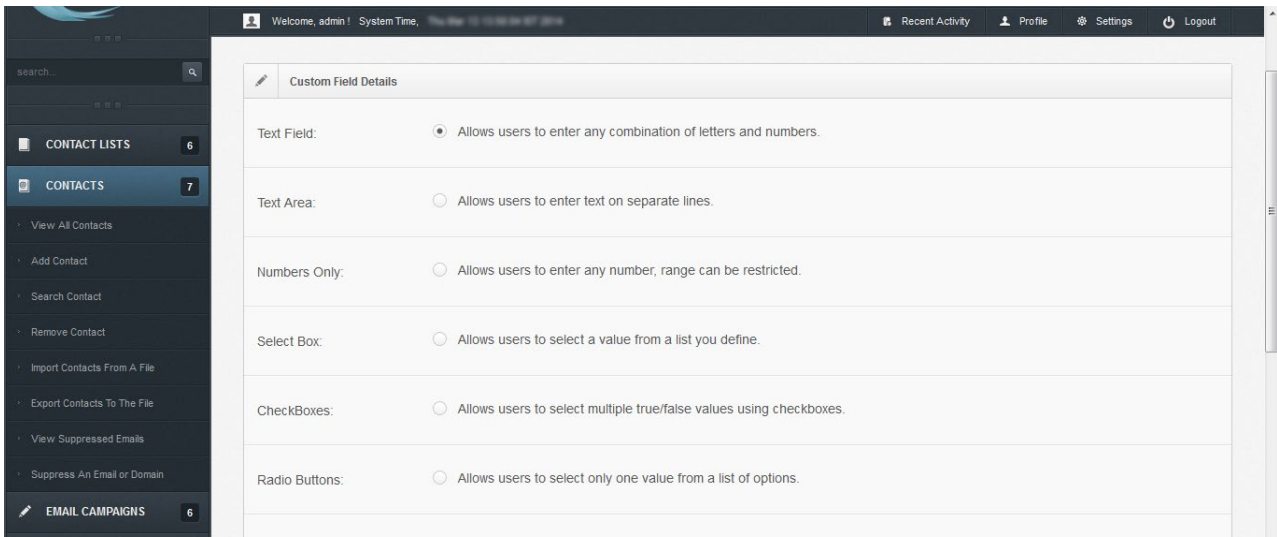 Welcome, admin ! System Time,
Recent Activity
Profile
Settings
Logout
search...
CONTACT LISTS 6
CONTACTS 7
View All Contacts
Add Contact
Search Contact
Remove Contact
Import Contacts From A File
Export Contacts To The File
View Suppressed Emails
Suppress An Email or Domain
EMAIL CAMPAIGNS 6
Custom Field Details
Text Field: Allows users to enter any combination of letters and numbers.
Text Area: Allows users to enter text on separate lines.
Numbers Only: Allows users to enter any number, range can be restricted.
Select Box: Allows users to select a value from a list you define.
CheckBoxes: Allows users to select multiple true/false values using checkboxes.
Radio Buttons: Allows users to select only one value from a list of options.